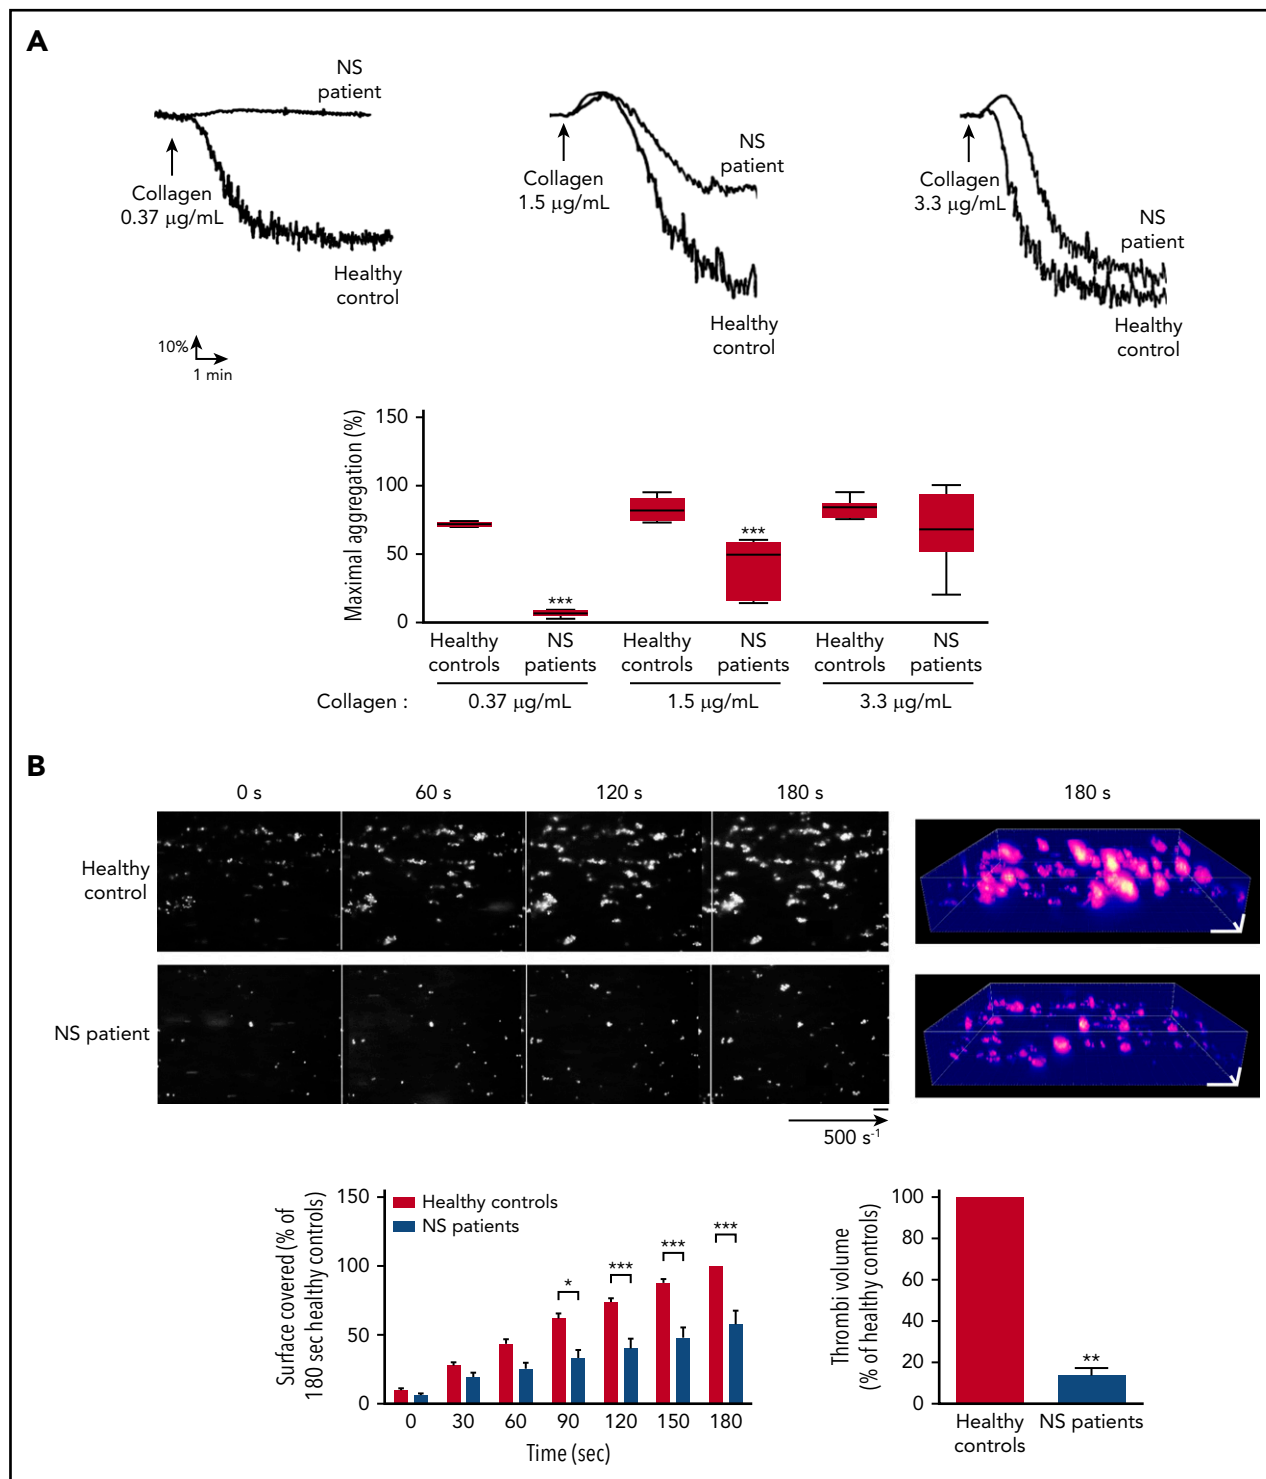 A
NS
patient
Collagen
0.37 μg/mL
Healthy
control
10%
1 min
NS
patient
Collagen
1.5 μg/mL
Healthy
control
Collagen
3.3 μg/mL
NS
patient
Healthy
control
Maximal aggregation (%)
150
100
50
0
***
***
Healthy
controls
NS
patients
Healthy
controls
NS
patients
Healthy
controls
NS
patients
Collagen :
0.37 μg/mL
1.5 μg/mL
3.3 μg/mL
B
0 s
60 s
120 s
180 s
180 s
Healthy
control
NS patient
500 s⁻¹
Surface covered (% of
180 sec healthy controls)
150
100
50
0
Healthy controls
NS patients
*
***
***
***
0
30
60
90
120
150
180
Time (sec)
Thrombi volume
(% of healthy controls)
100
80
60
40
20
0
**
Healthy
controls
NS patients